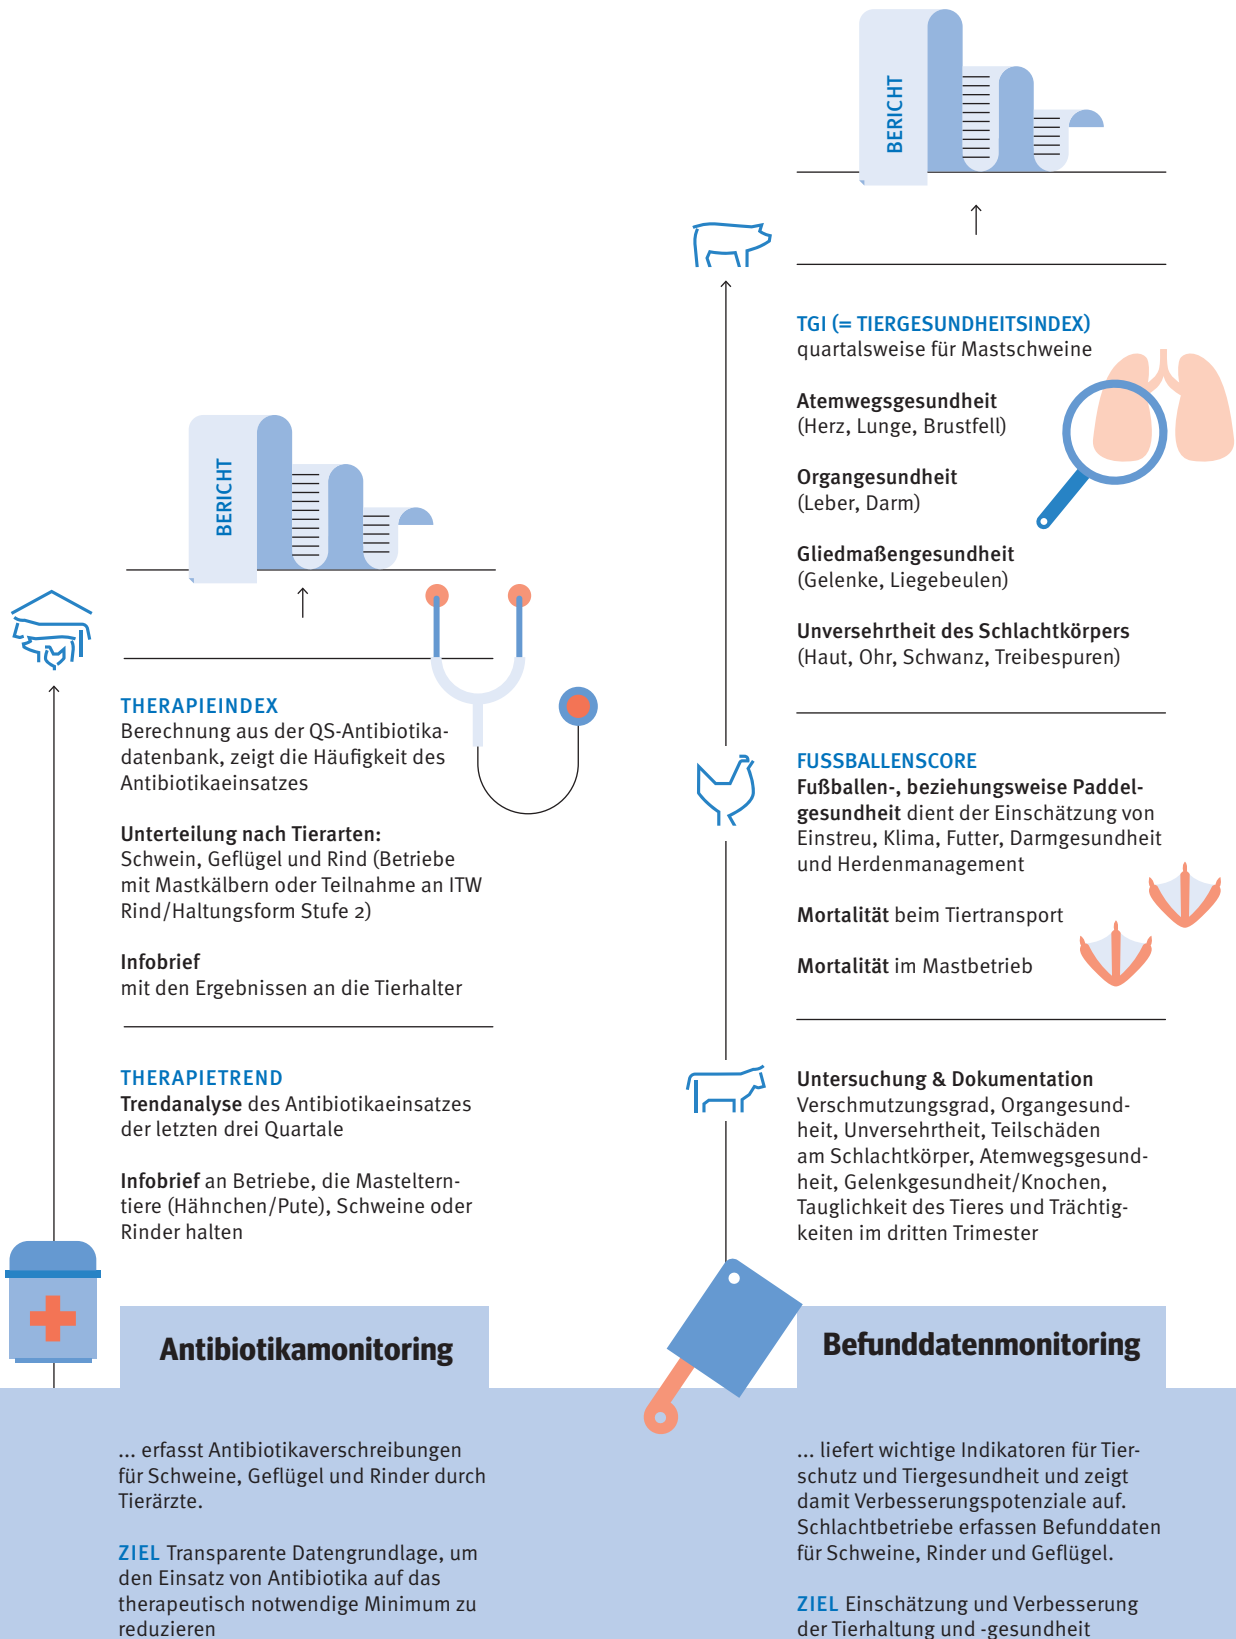 BERICHT
THERAPIEINDEX
Berechnung aus der QS-Antibiotika-
datenbank, zeigt die Häufigkeit des
Antibiotikaeinsatzes
Unterteilung nach Tierarten:
Schwein, Geflügel und Rind (Betriebe
mit Mastkälbern oder Teilnahme an ITW
Rind/Haltungsform Stufe 2)
Infobrief
mit den Ergebnissen an die Tierhalter
THERAPIETREND
Trendanalyse des Antibiotikaeinsatzes
der letzten drei Quartale
Infobrief an Betriebe, die Masteltern-
tiere (Hähnchen/Pute), Schweine oder
Rinder halten
Antibiotikamonitoring
... erfasst Antibiotikaverschreibungen
für Schweine, Geflügel und Rinder durch
Tierärzte.
ZIEL Transparente Datengrundlage, um
den Einsatz von Antibiotika auf das
therapeutisch notwendige Minimum zu
reduzieren
BERICHT
TGI (= TIERGESUNDHEITSINDEX)
quartalsweise für Mastschweine
Atemwegsgesundheit
(Herz, Lunge, Brustfell)
Organgesundheit
(Leber, Darm)
Gliedmaßengesundheit
(Gelenke, Liegebeulen)
Unversehrtheit des Schlachtkörpers
(Haut, Ohr, Schwanz, Treibespuren)
FUSSBALLENSCORE
Fußballen-, beziehungsweise Paddel-
gesundheit dient der Einschätzung von
Einstreu, Klima, Futter, Darmgesundheit
und Herdenmanagement
Mortalität beim Tiertransport
Mortalität im Mastbetrieb
Untersuchung & Dokumentation
Verschmutzungsgrad, Organgesund-
heit, Unversehrtheit, Teilschäden
am Schlachtkörper, Atemwegsgesund-
heit, Gelenkgesundheit/Knochen,
Tauglichkeit des Tieres und Trächtig-
keiten im dritten Trimester
Befunddatenmonitoring
... liefert wichtige Indikatoren für Tier-
schutz und Tiergesundheit und zeigt
damit Verbesserungspotenziale auf.
Schlachtbetriebe erfassen Befunddaten
für Schweine, Rinder und Geflügel.
ZIEL Einschätzung und Verbesserung
der Tierhaltung und -gesundheit